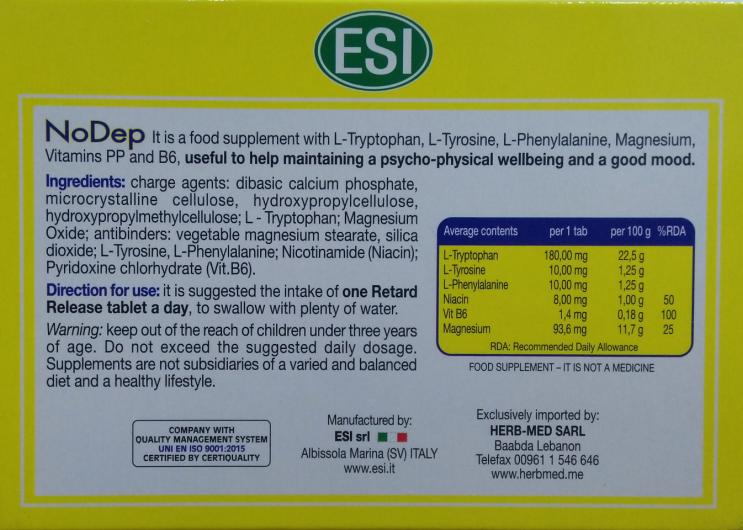 ESI
NoDep It is a food supplement with L-Tryptophan, L-Tyrosine, L-Phenylalanine, Magnesium,
Vitamins PP and B6, useful to help maintaining a psycho-physical wellbeing and a good mood.
Ingredients: charge agents: dibasic calcium phosphate,
microcrystalline cellulose, hydroxypropylcellulose,
hydroxypropylmethylcellulose; L - Tryptophan; Magnesium
Oxide; antibinders: vegetable magnesium stearate, silica
dioxide; L-Tyrosine, L-Phenylalanine; Nicotinamide (Niacin);
Pyridoxine chlorhydrate (Vit.B6).
Direction for use: it is suggested the intake of one Retard
Release tablet a day, to swallow with plenty of water.
Warning: keep out of the reach of children under three years
of age. Do not exceed the suggested daily dosage.
Supplements are not subsidiaries of a varied and balanced
diet and a healthy lifestyle.
Average contents per 1 tab per 100 g %RDA
L-Tryptophan 180,00 mg 22,5 g
L-Tyrosine 10,00 mg 1,25 g
L-Phenylalanine 10,00 mg 1,25 g
Niacin 8,00 mg 1,00 g 50
Vit B6 1,4 mg 0,18 g 100
Magnesium 93,6 mg 11,7 g 25
RDA: Recommended Daily Allowance
FOOD SUPPLEMENT – IT IS NOT A MEDICINE
COMPANY WITH
QUALITY MANAGEMENT SYSTEM
UNI EN ISO 9001:2015
CERTIFIED BY CERTIQUALITY
Manufactured by:
ESI srl
Albissola Marina (SV) ITALY
www.esi.it
Exclusively imported by:
HERB-MED SARL
Baabda Lebanon
Telefax 00961 1 546 646
www.herbmed.me